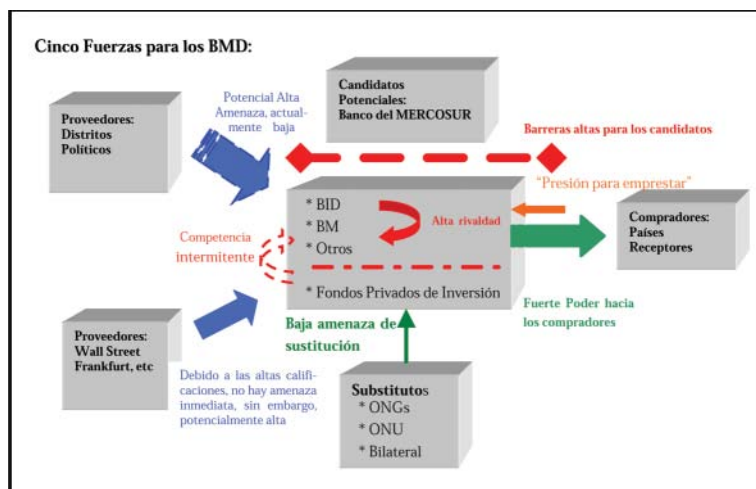 Cinco Fuerzas para los BMD:
Proveedores:
Distritos
Políticos
Potencial Alta
Amenaza, actual-
mente baja
Candidatos
Potenciales:
Banco del MERCOSUR
Barreras altas para los candidatos
“Presión para emprestar”
* BID
* BM
* Otros
Alta rivaldad
* Fondos Privados de Inversión
Compradores:
Países
Receptores
Competencia
intermitente
Fuerte Poder hacia
los compradores
Proveedores:
Wall Street
Frankfurt, etc
Baja amenaza de
sustitución
Debido a las altas califi-
caciones, no hay amenaza
inmediata, sin embargo,
potencialmente alta
Substitutos
* ONGs
* ONU
* Bilateral